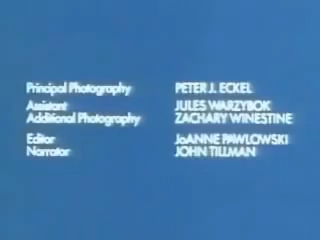 Principal Photography PETER J. ECKEL
Assistant JULES WARZYBOK
Additional Photography ZACHARY WINESTINE
Editor JoANNE PAWLOWSKI
Narrator JOHN TILLMAN